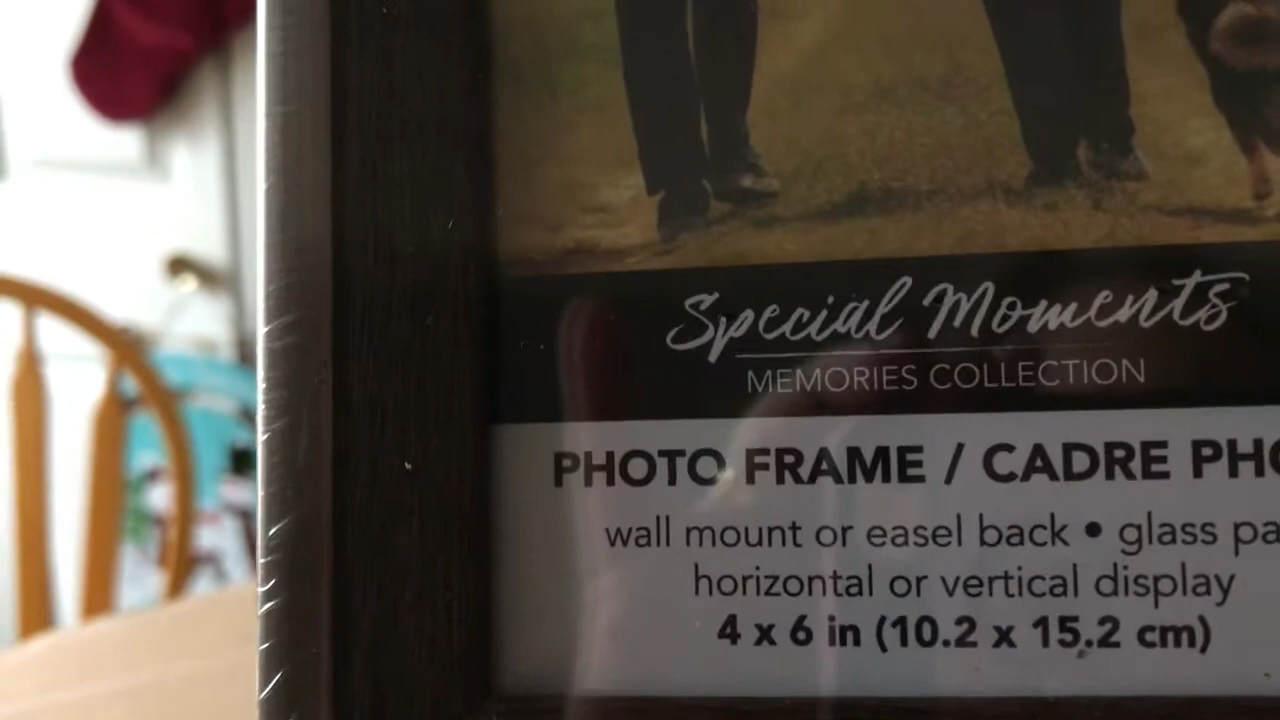 Special Moments
MEMORIES COLLECTION
PHOTO FRAME / CADRE
wall mount or easel back • glass
horizontal or vertical display
4 x 6 in (10.2 x 15.2 cm)